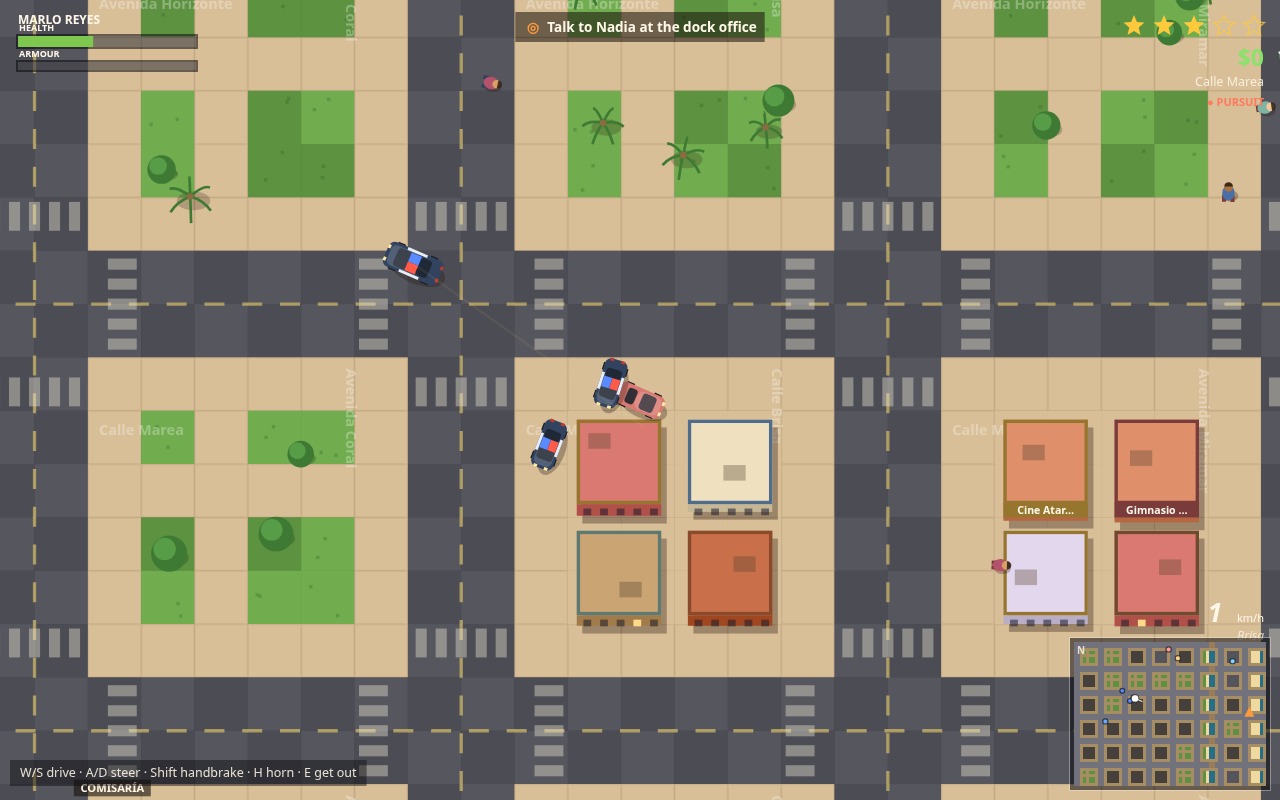 Avenida Horizonte
Avenida Horizonte
Avenida Horizonte
MARLO REYES
HEALTH
ARMOUR
Coral
Talk to Nadia at the dock office
$0
Calle Marea
PURSUIT
Avenida Coral
Calle Marea
Cine Atar...
Gimnasio ...
1 km/h
Brisa
N
W/S drive · A/D steer · Shift handbrake · H horn · E get out
COMISARÍA